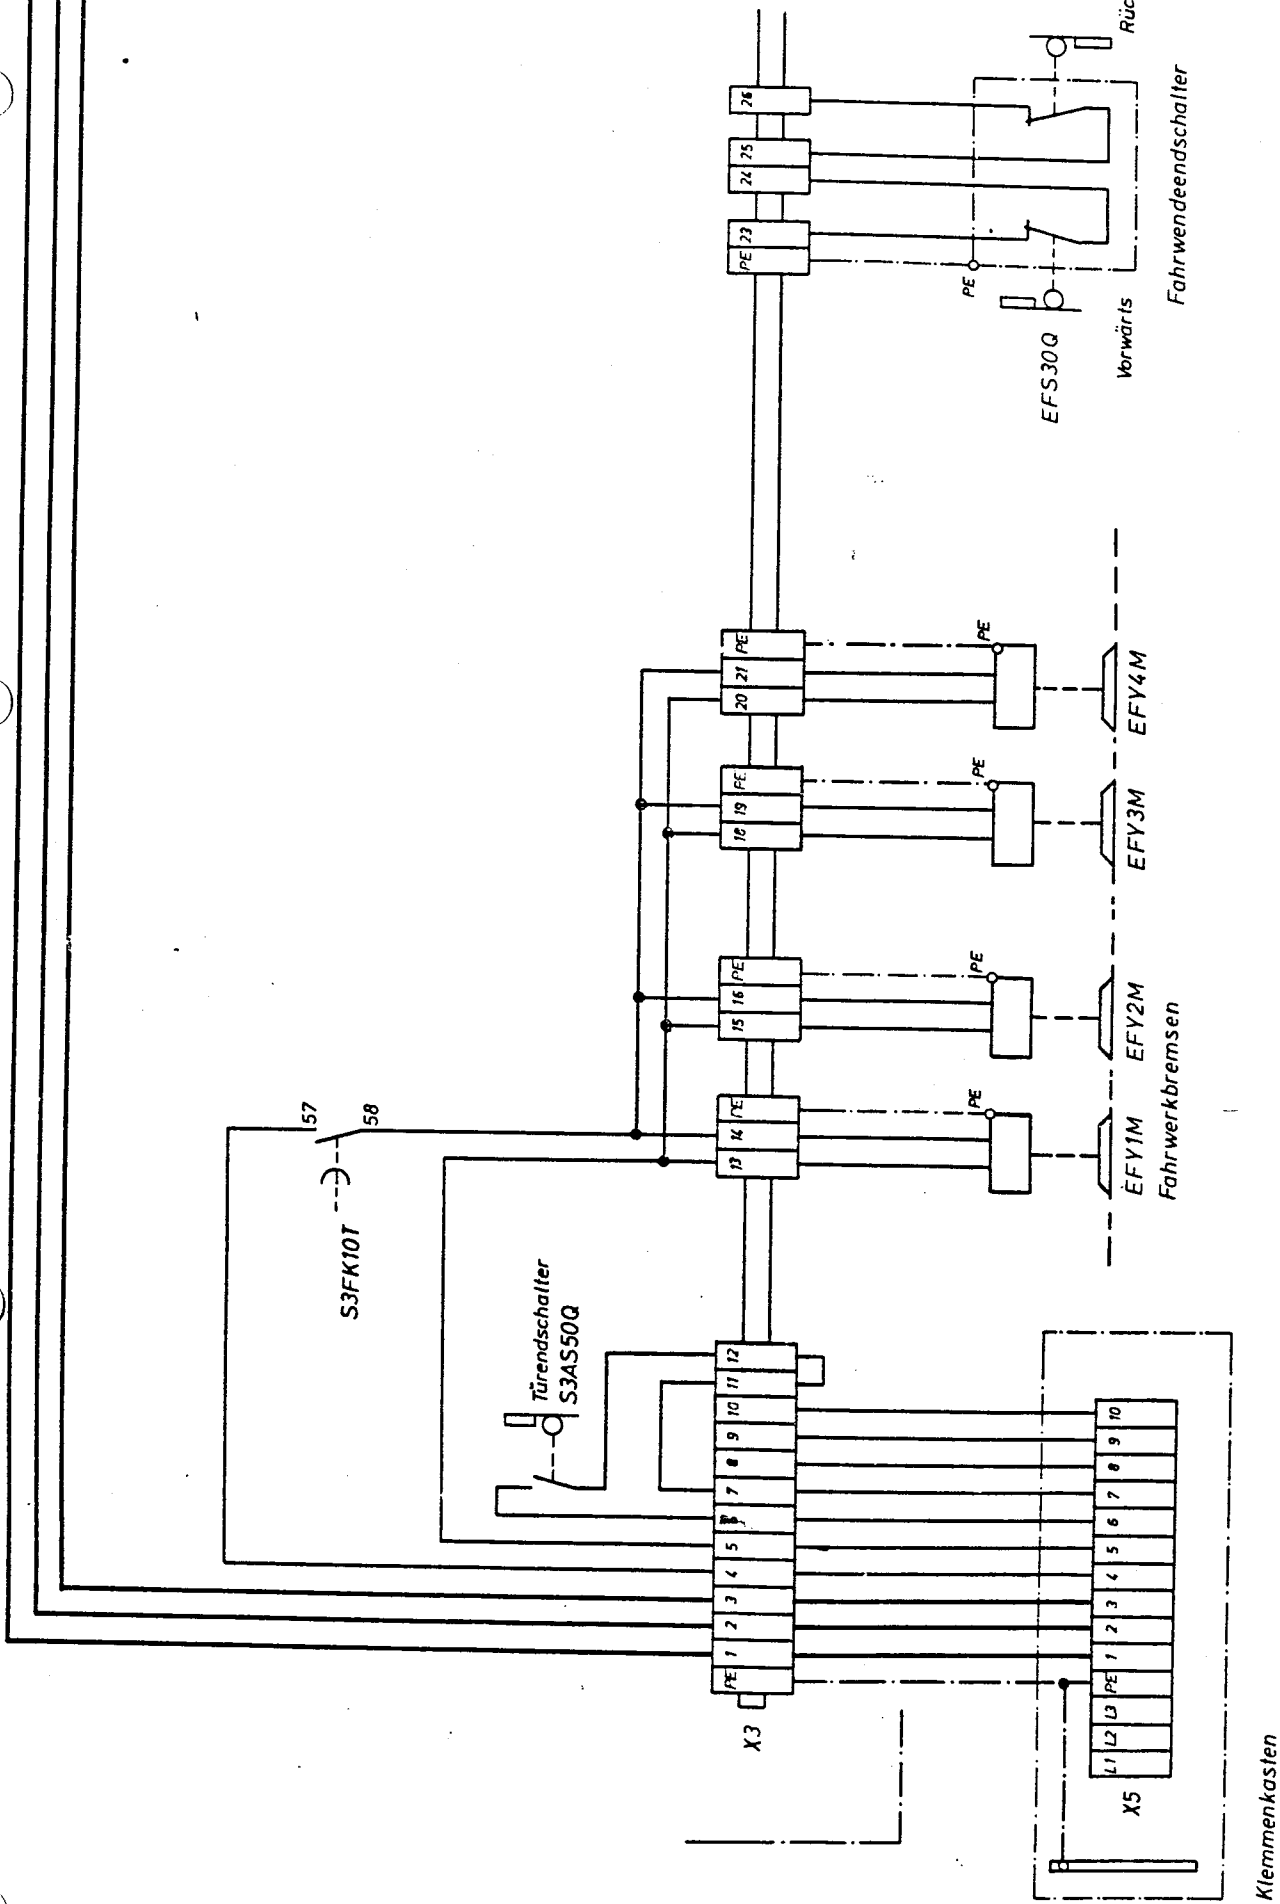 X3
PE 1 2 3 4 5 7 8 9 10 11 12
13 14 PE
15 16 PE
18 19 PE
20 21 PE
PE 23 24 25 26
S3FK10T
57
58
Türendschalter
S3AS50Q
PE
PE
PE
PE
EFY1M
EFY2M
EFY3M
EFY4M
Fahrwerkbremsen
PE
EFS30Q
Vorwärts
Rüc
Fahrwendeendschalter
L1 L2 L3 PE 1 2 3 4 5 6 7 8 9 10
X5
Klemmenkasten